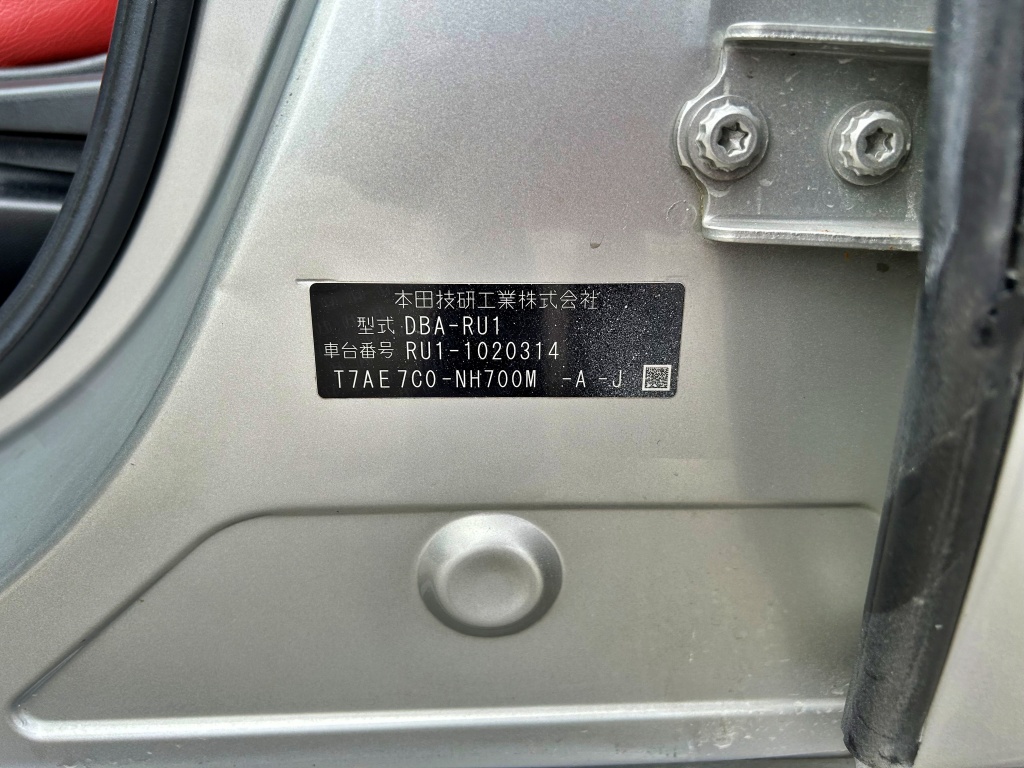 本田技研工業株式会社
型式 DBA-RU1
車台番号 RU1-1020314
T7AE7C0-NH700M -A -J